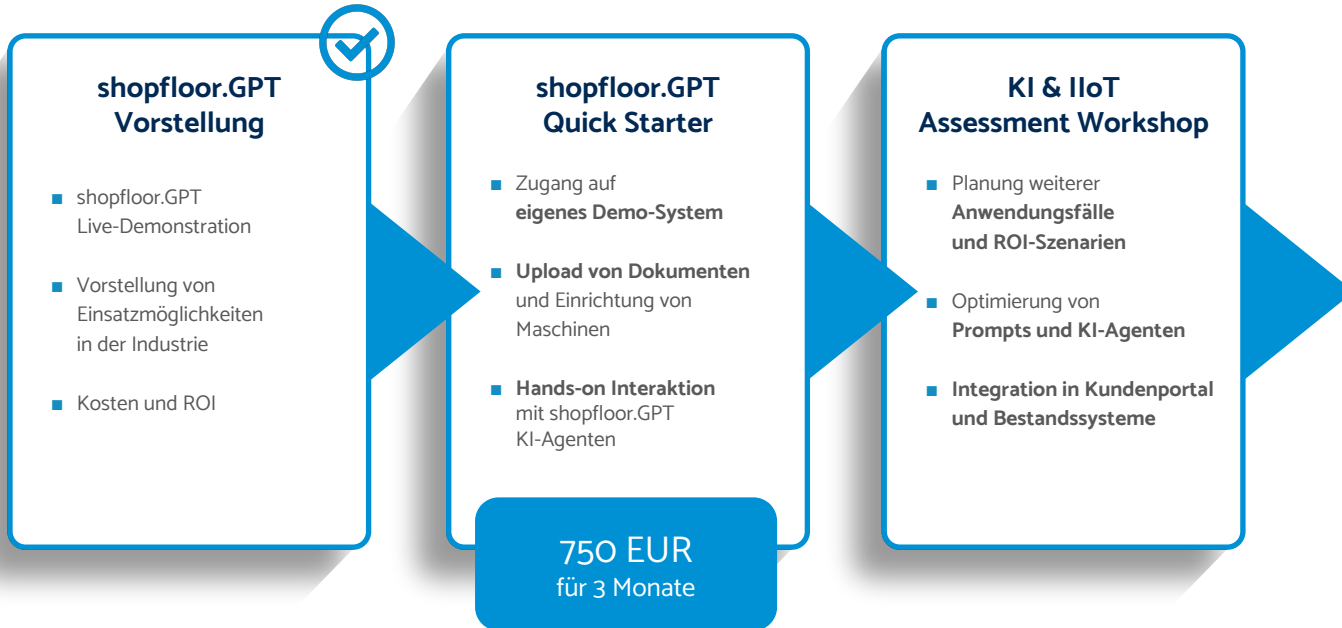 shopfloor.GPT
Vorstellung
■ shopfloor.GPT
Live-Demonstration
■ Vorstellung von
Einsatzmöglichkeiten
in der Industrie
■ Kosten und ROI
shopfloor.GPT
Quick Starter
■ Zugang auf
eigenes Demo-System
■ Upload von Dokumenten
und Einrichtung von
Maschinen
■ Hands-on Interaktion
mit shopfloor.GPT
KI-Agenten
750 EUR
für 3 Monate
KI & IIoT
Assessment Workshop
■ Planung weiterer
Anwendungsfälle
und ROI-Szenarien
■ Optimierung von
Prompts und KI-Agenten
■ Integration in Kundenportal
und Bestandssysteme